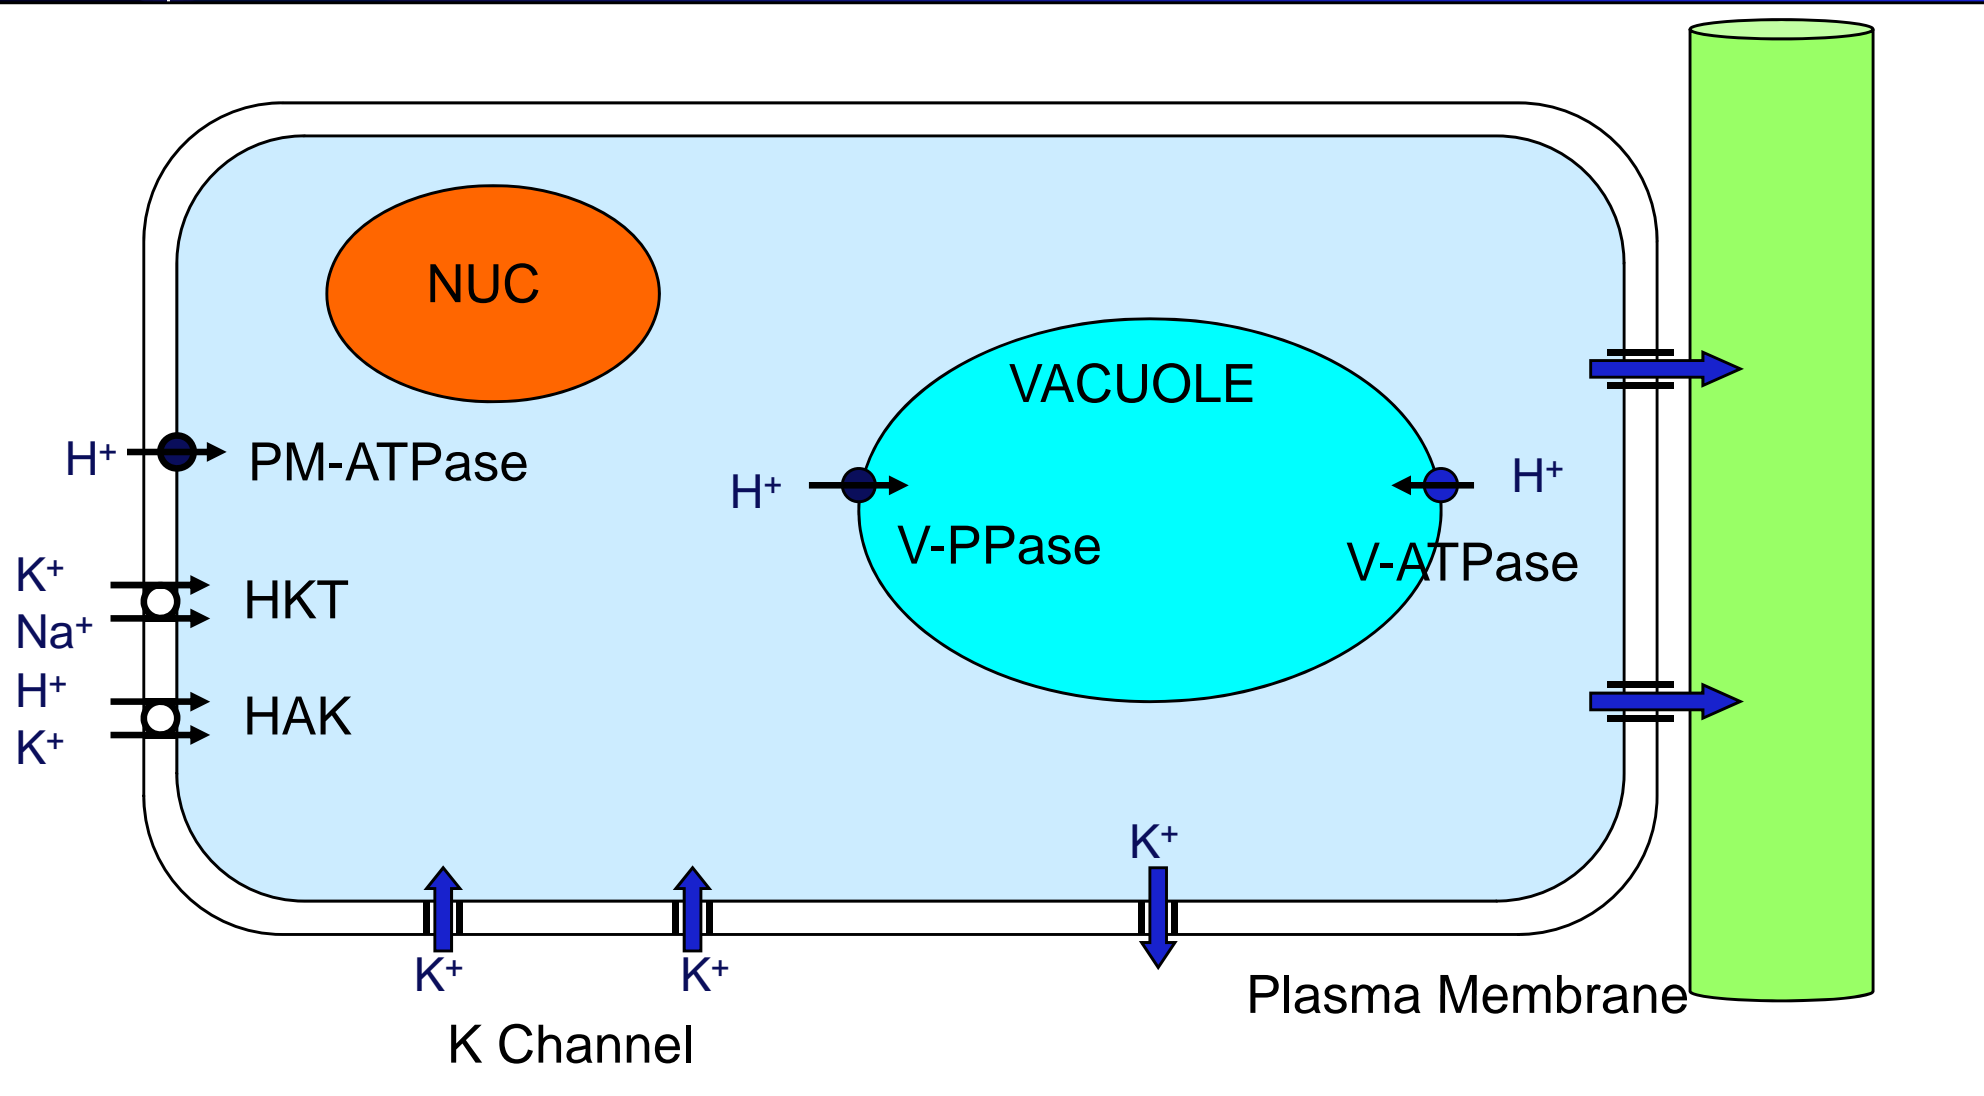 NUC
VACUOLE
H⁺
PM-ATPase
H⁺
H⁺
V-PPase
V-ATPase
K⁺
Na⁺
HKT
H⁺
K⁺
HAK
K⁺
K⁺
K⁺
Plasma Membrane
K Channel